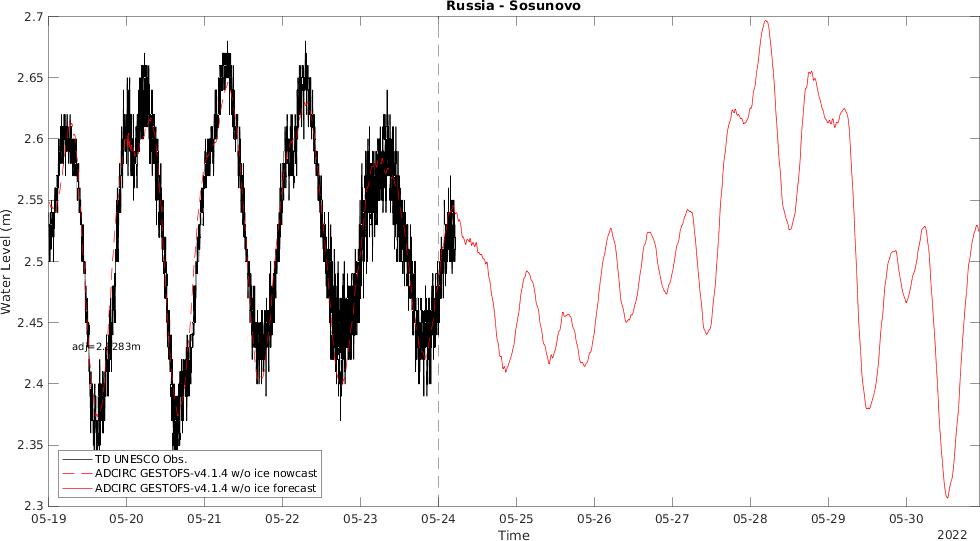 Russia - Sosunovo
2.7
2.65
2.6
2.55
2.5
2.45
2.4
2.35
2.3
Water Level (m)
TD UNESCO Obs.
ADCIRC GESTOFS-v4.1.4 w/o ice nowcast
ADCIRC GESTOFS-v4.1.4 w/o ice forecast
05-19 05-20 05-21 05-22 05-23 05-24 05-25 05-26 05-27 05-28 05-29 05-30
Time
2022